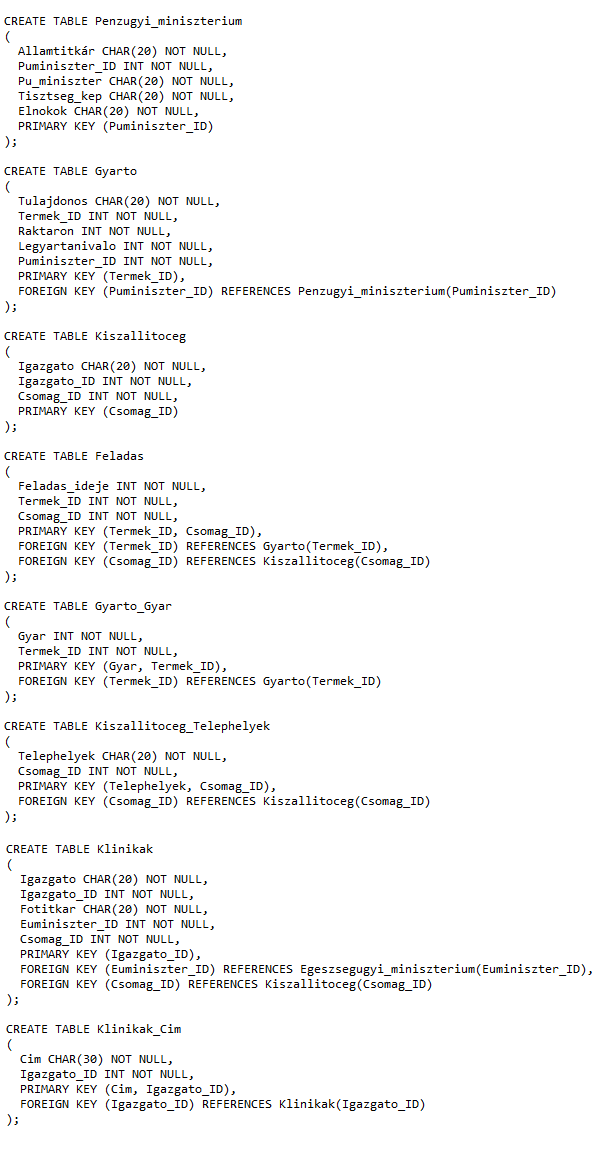 CREATE TABLE Penzugyi_miniszterium
(
  Allamtitkár CHAR(20) NOT NULL,
  Puminiszter_ID INT NOT NULL,
  Pu_miniszter CHAR(20) NOT NULL,
  Tisztseg_kep CHAR(20) NOT NULL,
  Elnokok CHAR(20) NOT NULL,
  PRIMARY KEY (Puminiszter_ID)
);
CREATE TABLE Gyarto
(
  Tulajdonos CHAR(20) NOT NULL,
  Termek_ID INT NOT NULL,
  Raktaron INT NOT NULL,
  Legyartanivalo INT NOT NULL,
  Puminiszter_ID INT NOT NULL,
  PRIMARY KEY (Termek_ID),
  FOREIGN KEY (Puminiszter_ID) REFERENCES Penzugyi_miniszterium(Puminiszter_ID)
);
CREATE TABLE Kiszallitoceg
(
  Igazgato CHAR(20) NOT NULL,
  Igazgato_ID INT NOT NULL,
  Csomag_ID INT NOT NULL,
  PRIMARY KEY (Csomag_ID)
);
CREATE TABLE Feladas
(
  Feladas_ideje INT NOT NULL,
  Termek_ID INT NOT NULL,
  Csomag_ID INT NOT NULL,
  PRIMARY KEY (Termek_ID, Csomag_ID),
  FOREIGN KEY (Termek_ID) REFERENCES Gyarto(Termek_ID),
  FOREIGN KEY (Csomag_ID) REFERENCES Kiszallitoceg(Csomag_ID)
);
CREATE TABLE Gyarto_Gyar
(
  Gyar INT NOT NULL,
  Termek_ID INT NOT NULL,
  PRIMARY KEY (Gyar, Termek_ID),
  FOREIGN KEY (Termek_ID) REFERENCES Gyarto(Termek_ID)
);
CREATE TABLE Kiszallitoceg_Telephelyek
(
  Telephelyek CHAR(20) NOT NULL,
  Csomag_ID INT NOT NULL,
  PRIMARY KEY (Telephelyek, Csomag_ID),
  FOREIGN KEY (Csomag_ID) REFERENCES Kiszallitoceg(Csomag_ID)
);
CREATE TABLE Klinikak
(
  Igazgato CHAR(20) NOT NULL,
  Igazgato_ID INT NOT NULL,
  Fotitkar CHAR(20) NOT NULL,
  Euminiszter_ID INT NOT NULL,
  Csomag_ID INT NOT NULL,
  PRIMARY KEY (Igazgato_ID),
  FOREIGN KEY (Euminiszter_ID) REFERENCES Egeszsegugyi_miniszterium(Euminiszter_ID),
  FOREIGN KEY (Csomag_ID) REFERENCES Kiszallitoceg(Csomag_ID)
);
CREATE TABLE Klinikak_Cim
(
  Cim CHAR(30) NOT NULL,
  Igazgato_ID INT NOT NULL,
  PRIMARY KEY (Cim, Igazgato_ID),
  FOREIGN KEY (Igazgato_ID) REFERENCES Klinikak(Igazgato_ID)
);